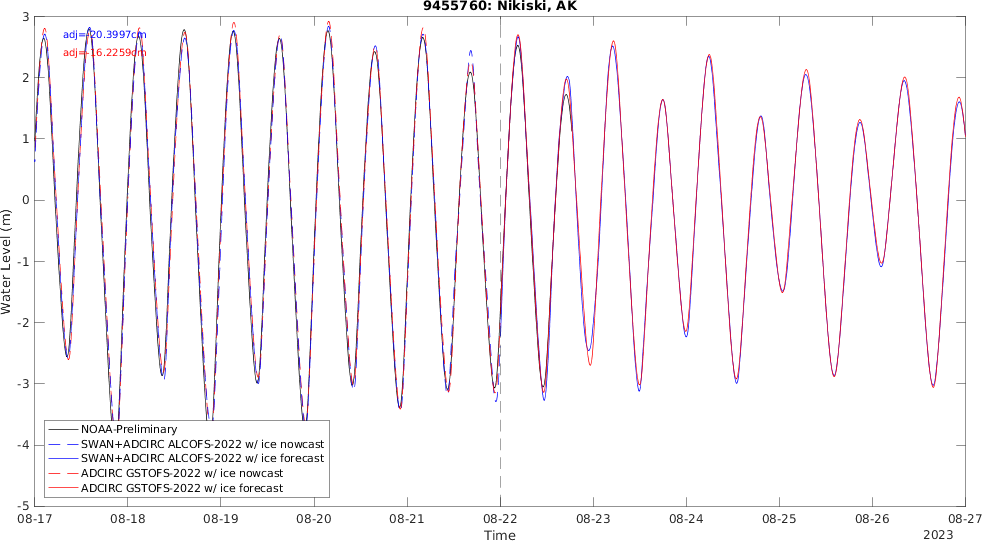 9455760: Nikiski, AK
adj=-20.3997cm
adj=-16.2259cm
3
2
1
0
-1
-2
-3
-4
-5
Water Level (m)
NOAA-Preliminary
SWAN+ADCIRC ALCOFS-2022 w/ ice nowcast
SWAN+ADCIRC ALCOFS-2022 w/ ice forecast
ADCIRC GSTOFS-2022 w/ ice nowcast
ADCIRC GSTOFS-2022 w/ ice forecast
08-17 08-18 08-19 08-20 08-21 08-22 08-23 08-24 08-25 08-26 08-27
Time
2023